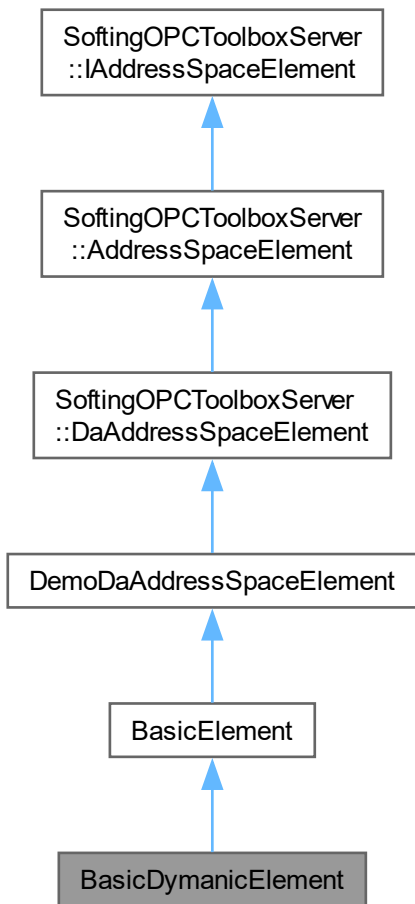 SoftingOPCToolboxServer
::IAddressSpaceElement
SoftingOPCToolboxServer
::AddressSpaceElement
SoftingOPCToolboxServer
::DaAddressSpaceElement
DemoDaAddressSpaceElement
BasicElement
BasicDymanicElement